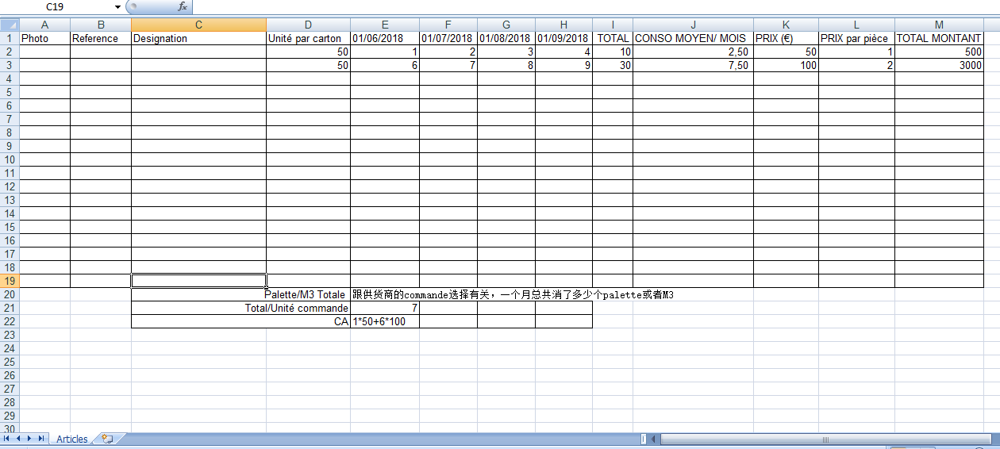 C19
fx
A B C D E F G H I J K L M
1 Photo Reference Designation Unité par carton 01/06/2018 01/07/2018 01/08/2018 01/09/2018 TOTAL CONSO MOYEN/ MOIS PRIX (€) PRIX par pièce TOTAL MONTANT
2 50 1 2 3 4 10 2,50 50 1 500
3 50 6 7 8 9 30 7,50 100 2 3000
4
5
6
7
8
9
10
11
12
13
14
15
16
17
18
19
20 Palette/M3 Totale 跟供货商的commande选择有关，一个月总共消了多少个palette或者M3
21 Total/Unité commande 7
22 CA 1*50+6*100
23
24
25
26
27
28
29
30
Articles